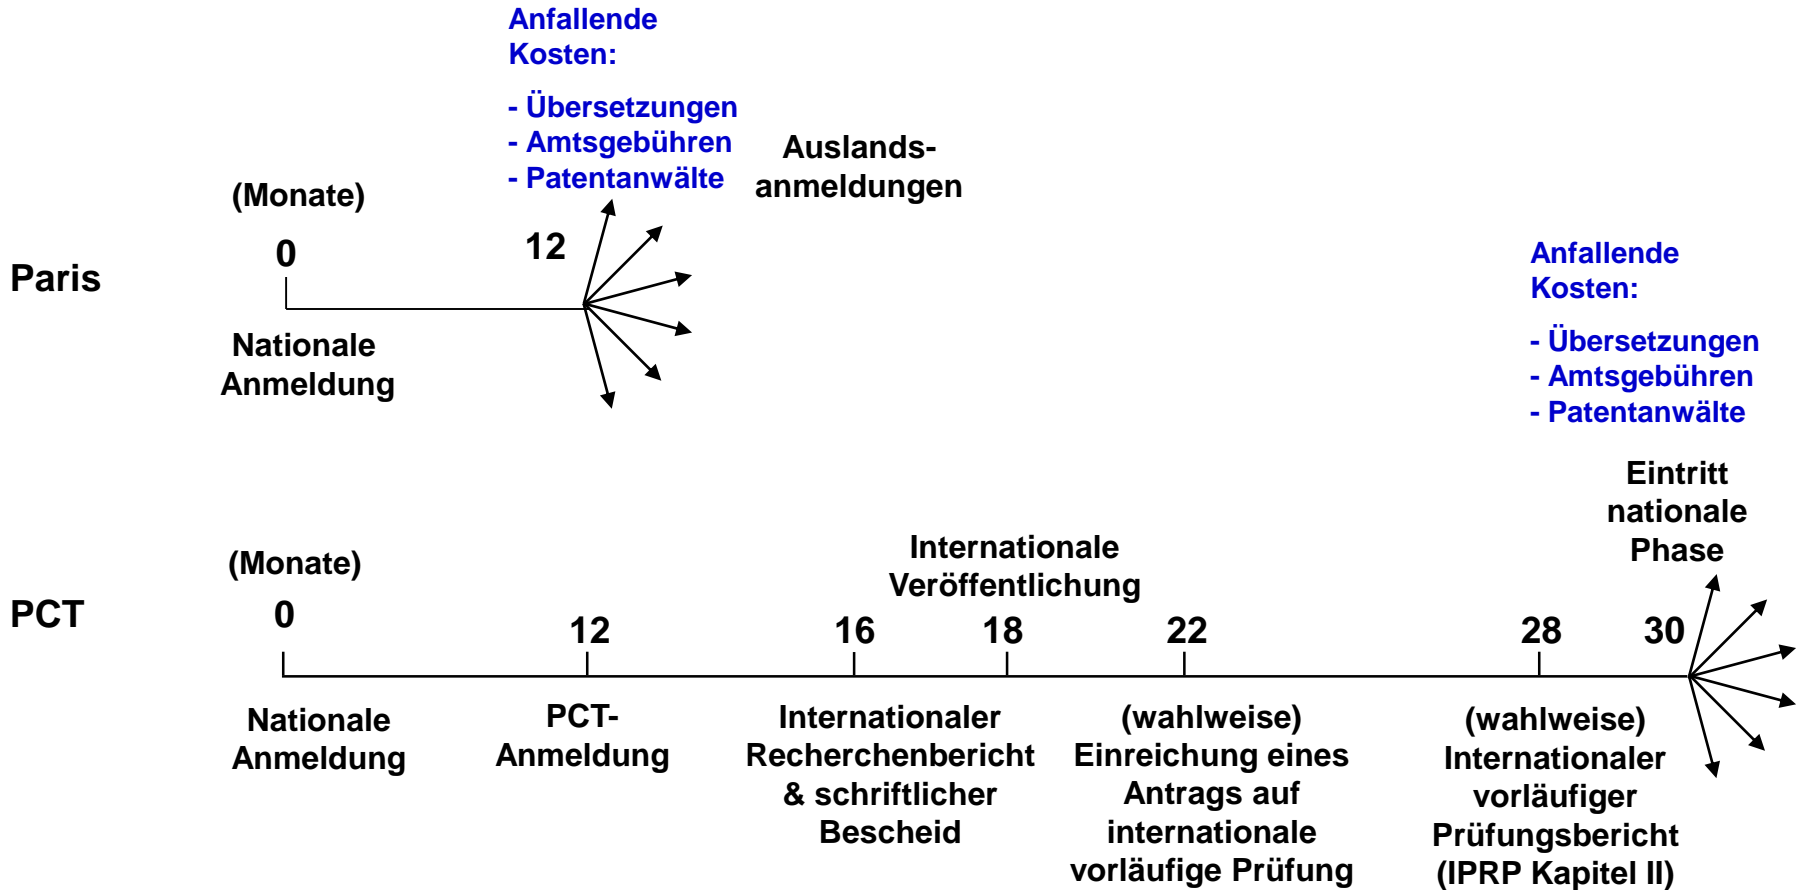 Anfallende
Kosten:
- Übersetzungen
- Amtsgebühren
- Patentanwälte
Auslands-
anmeldungen
(Monate)
0
12
Paris
Nationale
Anmeldung
Anfallende
Kosten:
- Übersetzungen
- Amtsgebühren
- Patentanwälte
Eintritt
nationale
Phase
(Monate)
Internationale
Veröffentlichung
PCT
0
12
16
18
22
28
30
Nationale
Anmeldung
PCT-
Anmeldung
Internationaler
Recherchenbericht
& schriftlicher
Bescheid
(wahlweise)
Einreichung eines
Antrags auf
internationale
vorläufige Prüfung
(wahlweise)
Internationaler
vorläufiger
Prüfungsbericht
(IPRP Kapitel II)